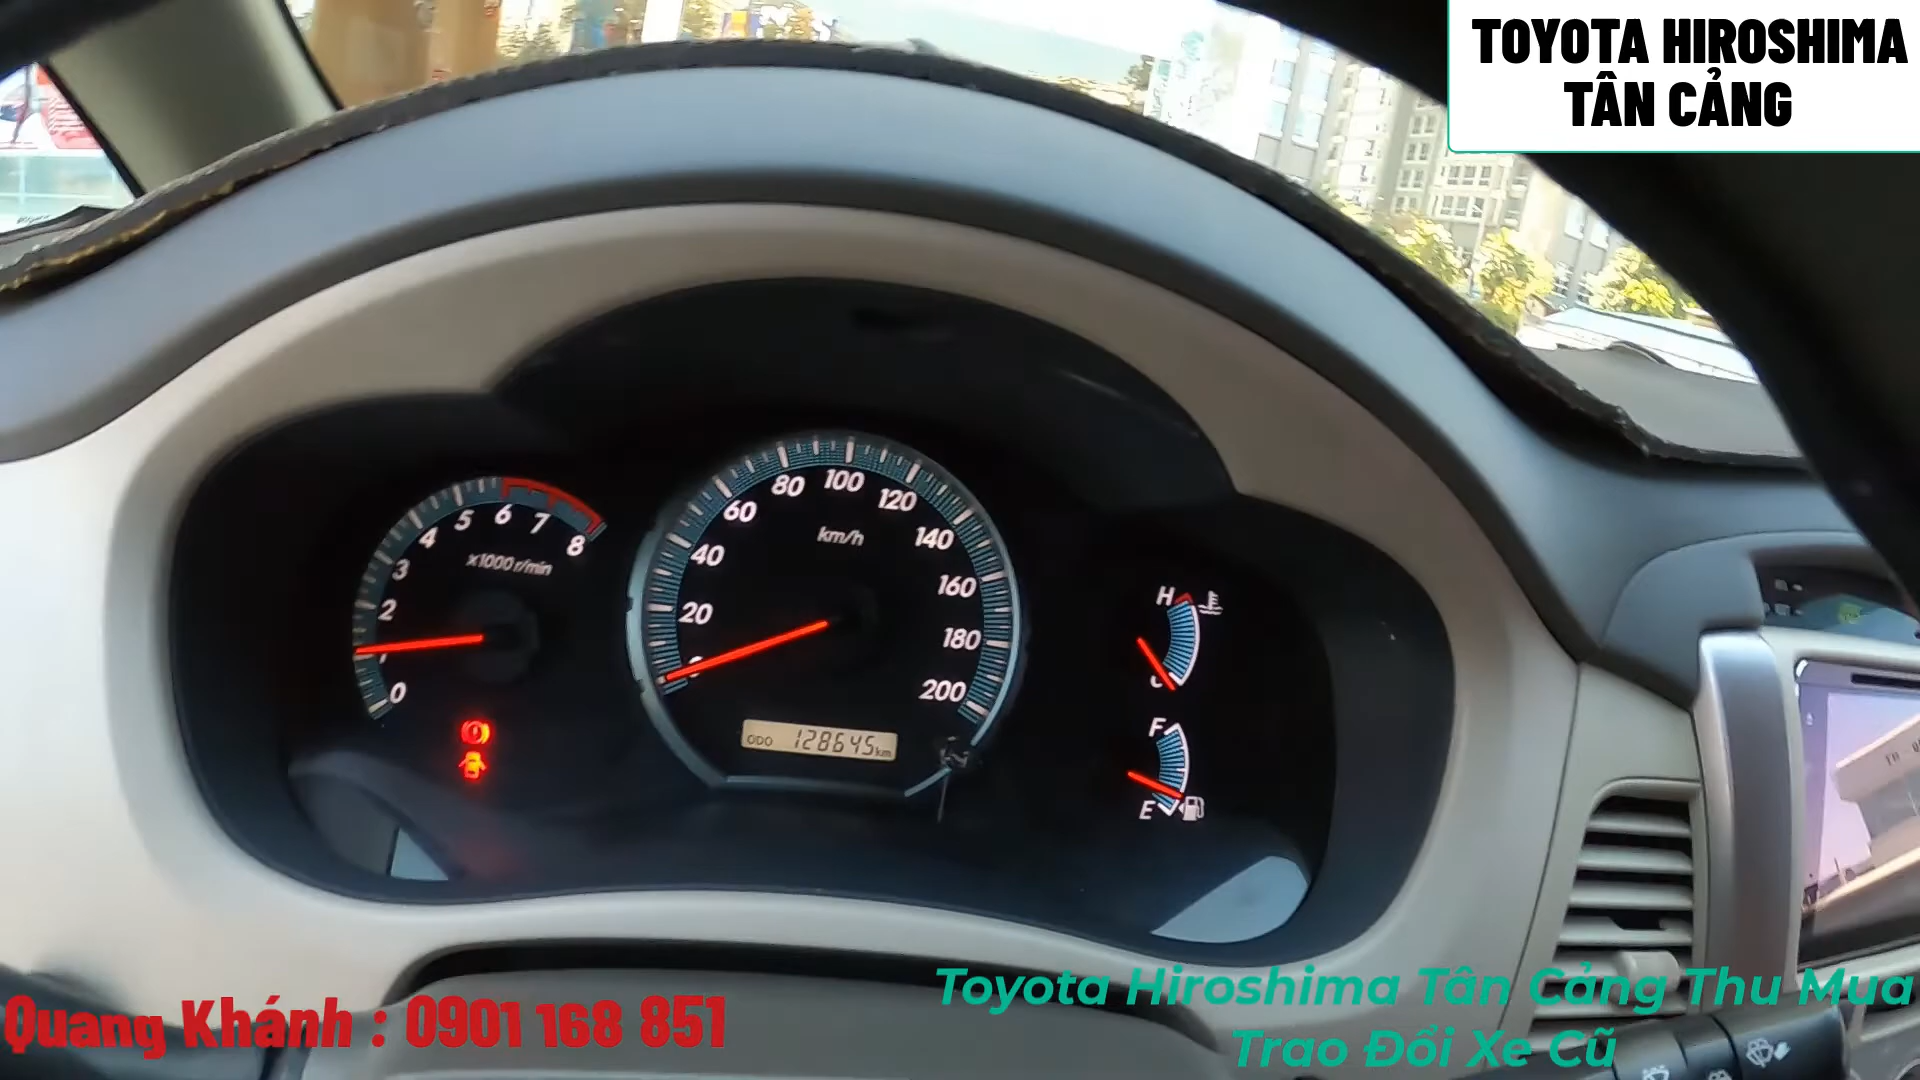 TOYOTA HIROSHIMA
TÂN CẢNG
0
2
3
4
5
6
7
8
x1000 r/min
20
40
60
80
100
120
140
160
180
200
km/h
ODO 128645 km
H
F
E
Quang Khánh : 0901 168 851
Toyota Hiroshima Tân Cảng Thu Mua
Trao Đổi Xe Cũ